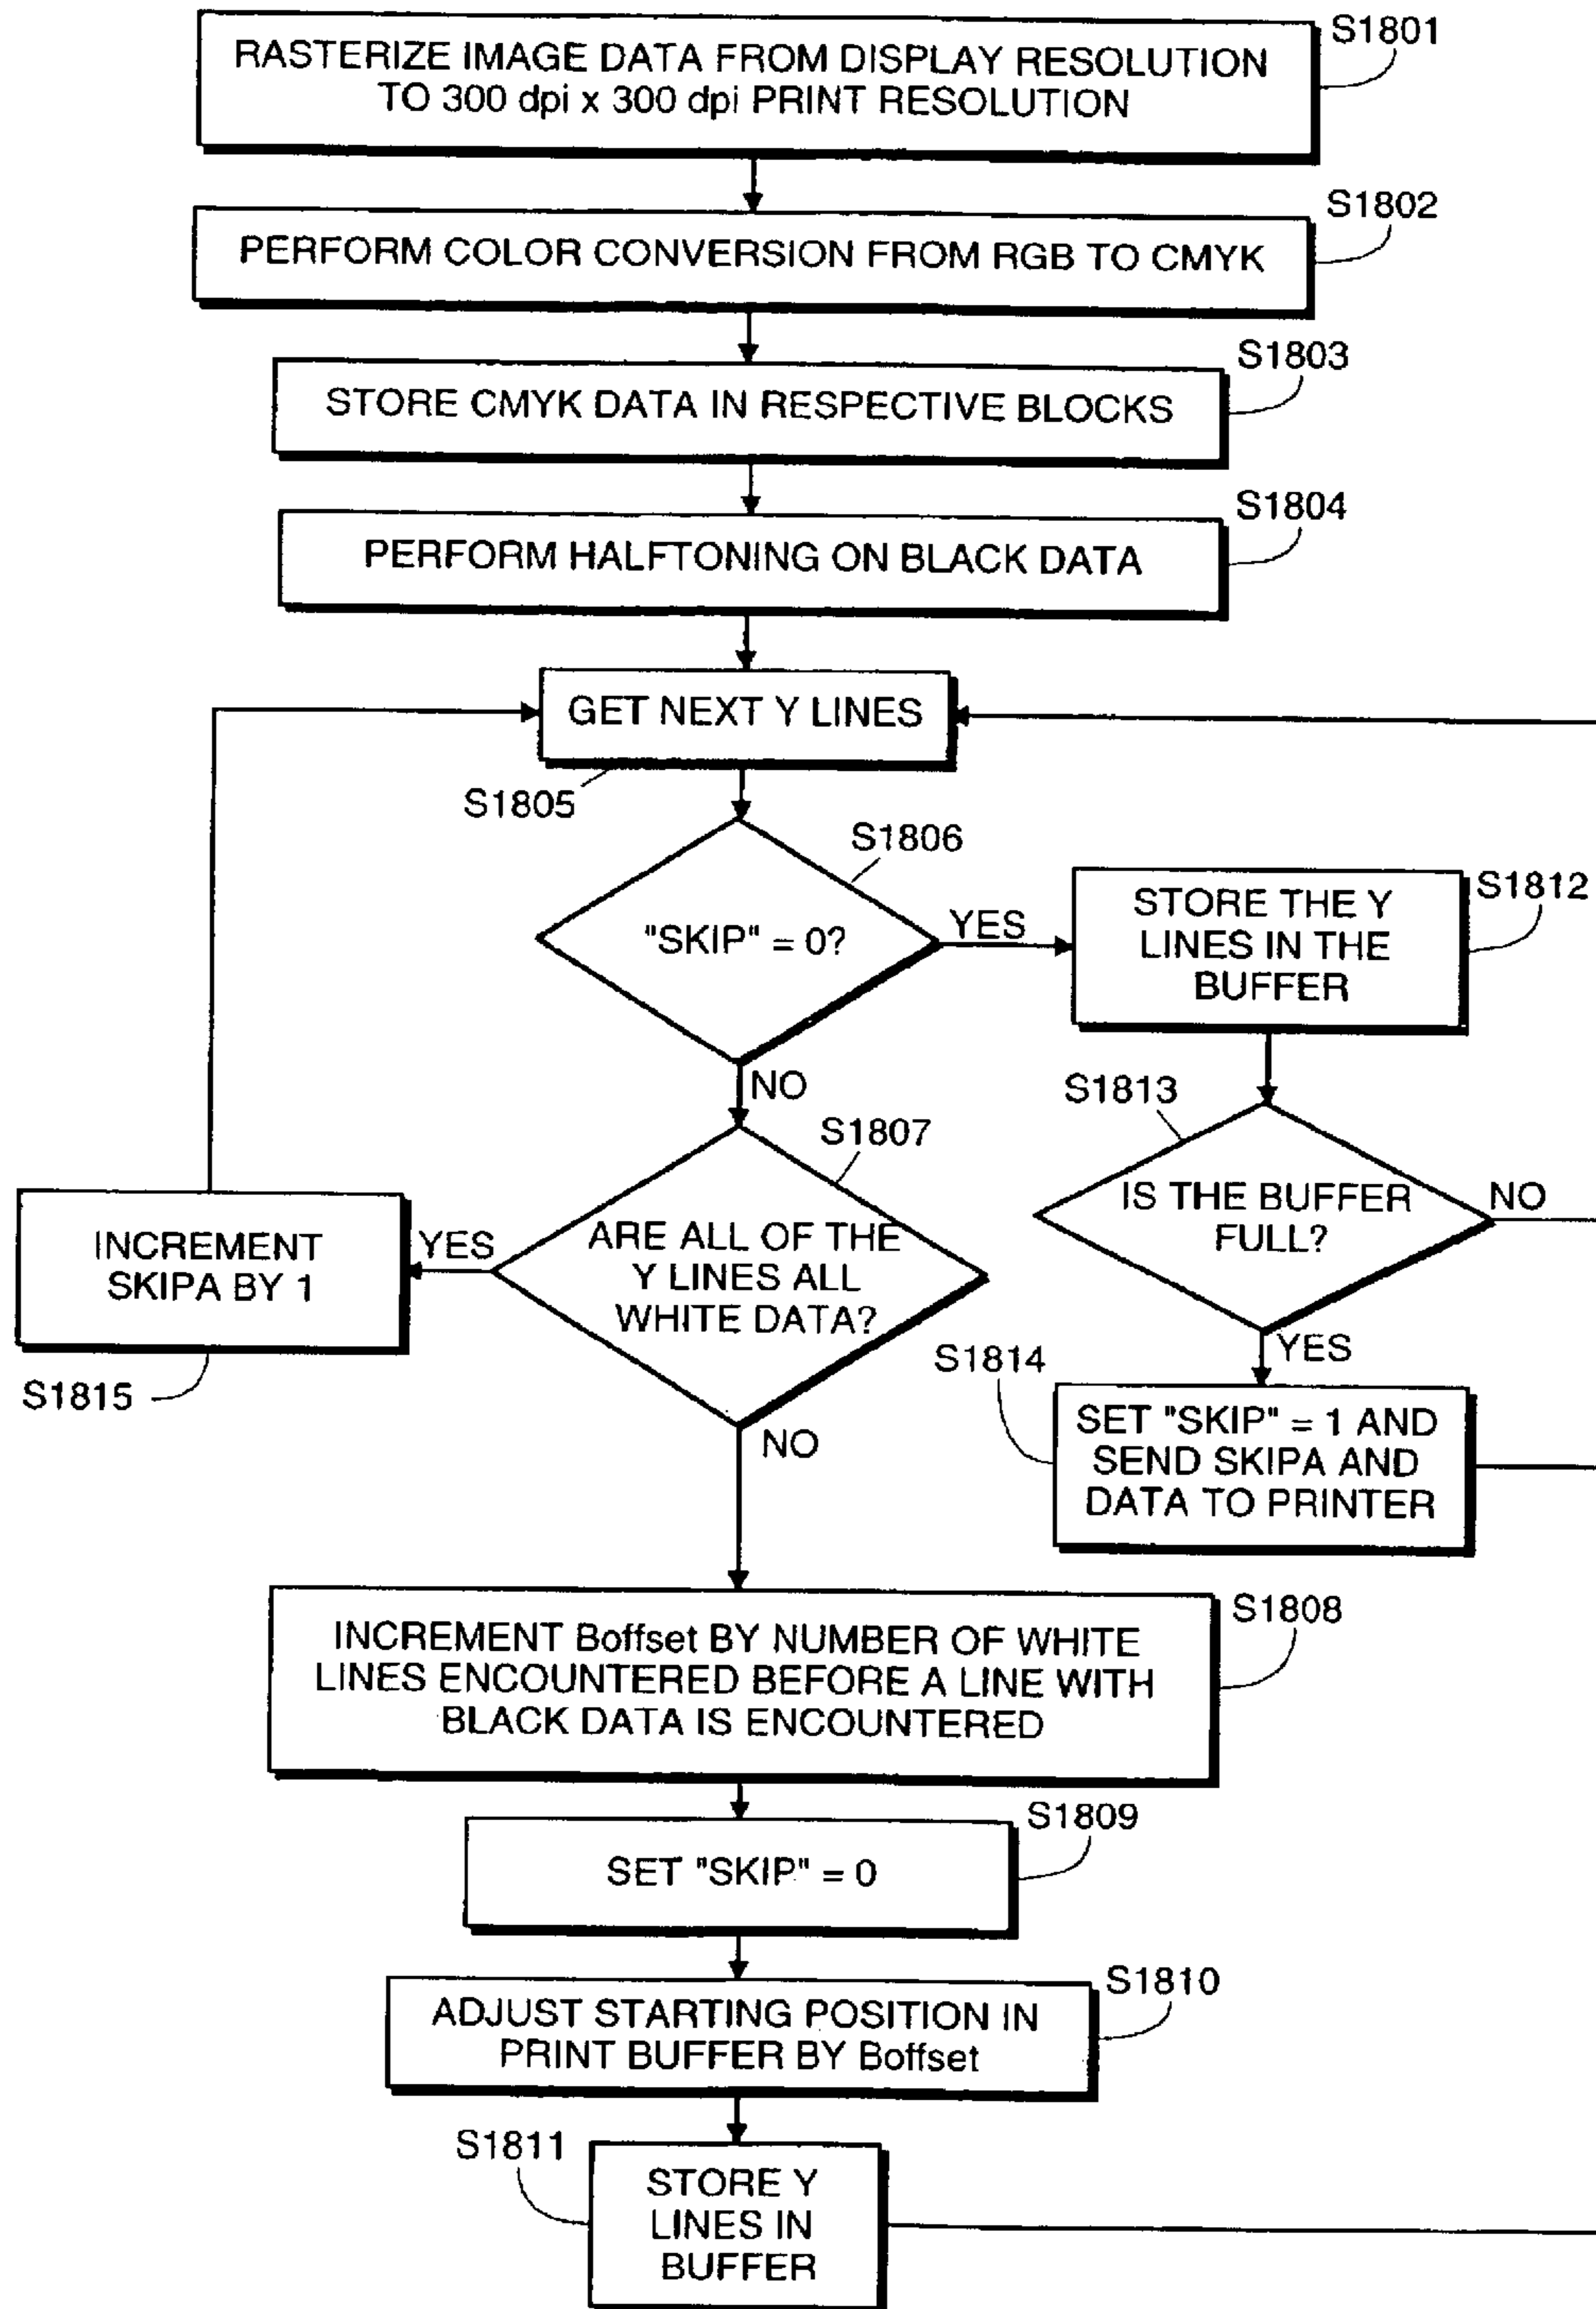 S1801
RASTERIZE IMAGE DATA FROM DISPLAY RESOLUTION
TO 300 dpi x 300 dpi PRINT RESOLUTION
S1802
PERFORM COLOR CONVERSION FROM RGB TO CMYK
S1803
STORE CMYK DATA IN RESPECTIVE BLOCKS
S1804
PERFORM HALFTONING ON BLACK DATA
GET NEXT Y LINES
S1805
S1806
"SKIP" = 0?
YES
NO
S1812
STORE THE Y
LINES IN THE
BUFFER
S1813
IS THE BUFFER
FULL?
NO
YES
S1807
ARE ALL OF THE
Y LINES ALL
WHITE DATA?
YES
NO
INCREMENT
SKIPA BY 1
S1815
S1814
SET "SKIP" = 1 AND
SEND SKIPA AND
DATA TO PRINTER
S1808
INCREMENT Boffset BY NUMBER OF WHITE
LINES ENCOUNTERED BEFORE A LINE WITH
BLACK DATA IS ENCOUNTERED
S1809
SET "SKIP" = 0
S1810
ADJUST STARTING POSITION IN
PRINT BUFFER BY Boffset
S1811
STORE Y
LINES IN
BUFFER